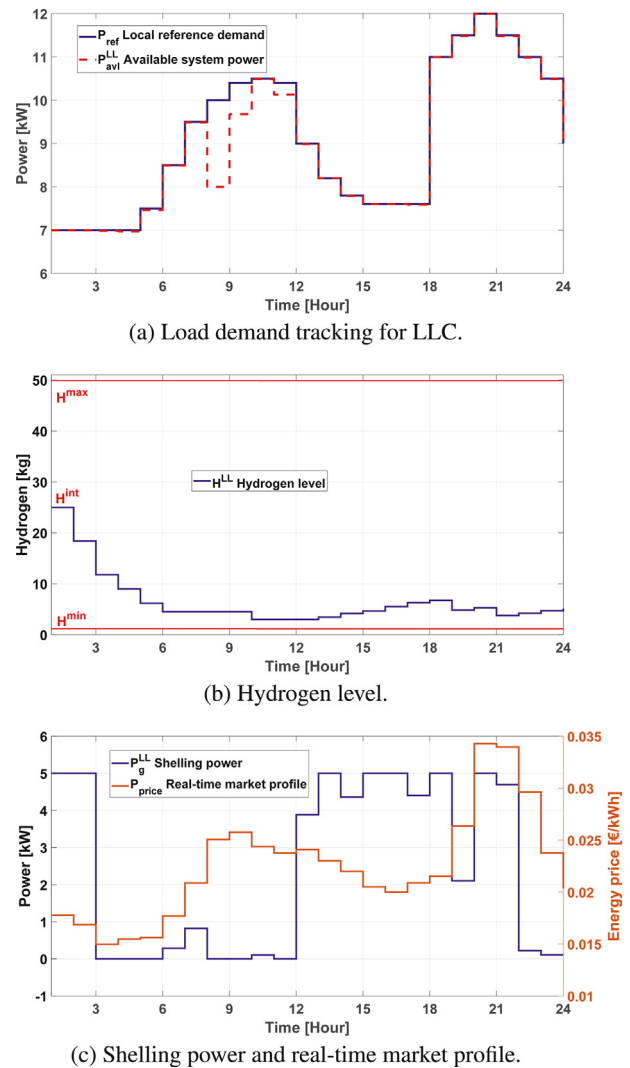 12
11
10
9
8
7
6
Power [kW]
P_ref Local reference demand
P_avl^LL Available system power
3 6 9 12 15 18 21 24
Time [Hour]
(a) Load demand tracking for LLC.
50
40
30
20
10
0
Hydrogen [kg]
H^max
H^int
H^min
H^LL Hydrogen level
3 6 9 12 15 18 21 24
Time [Hour]
(b) Hydrogen level.
6
5
4
3
2
1
0
-1
Power [kW]
P_g^LL Shelling power
P_price Real-time market profile
0.035
0.03
0.025
0.02
0.015
0.01
Energy price [€/kWh]
3 6 9 12 15 18 21 24
Time [Hour]
(c) Shelling power and real-time market profile.